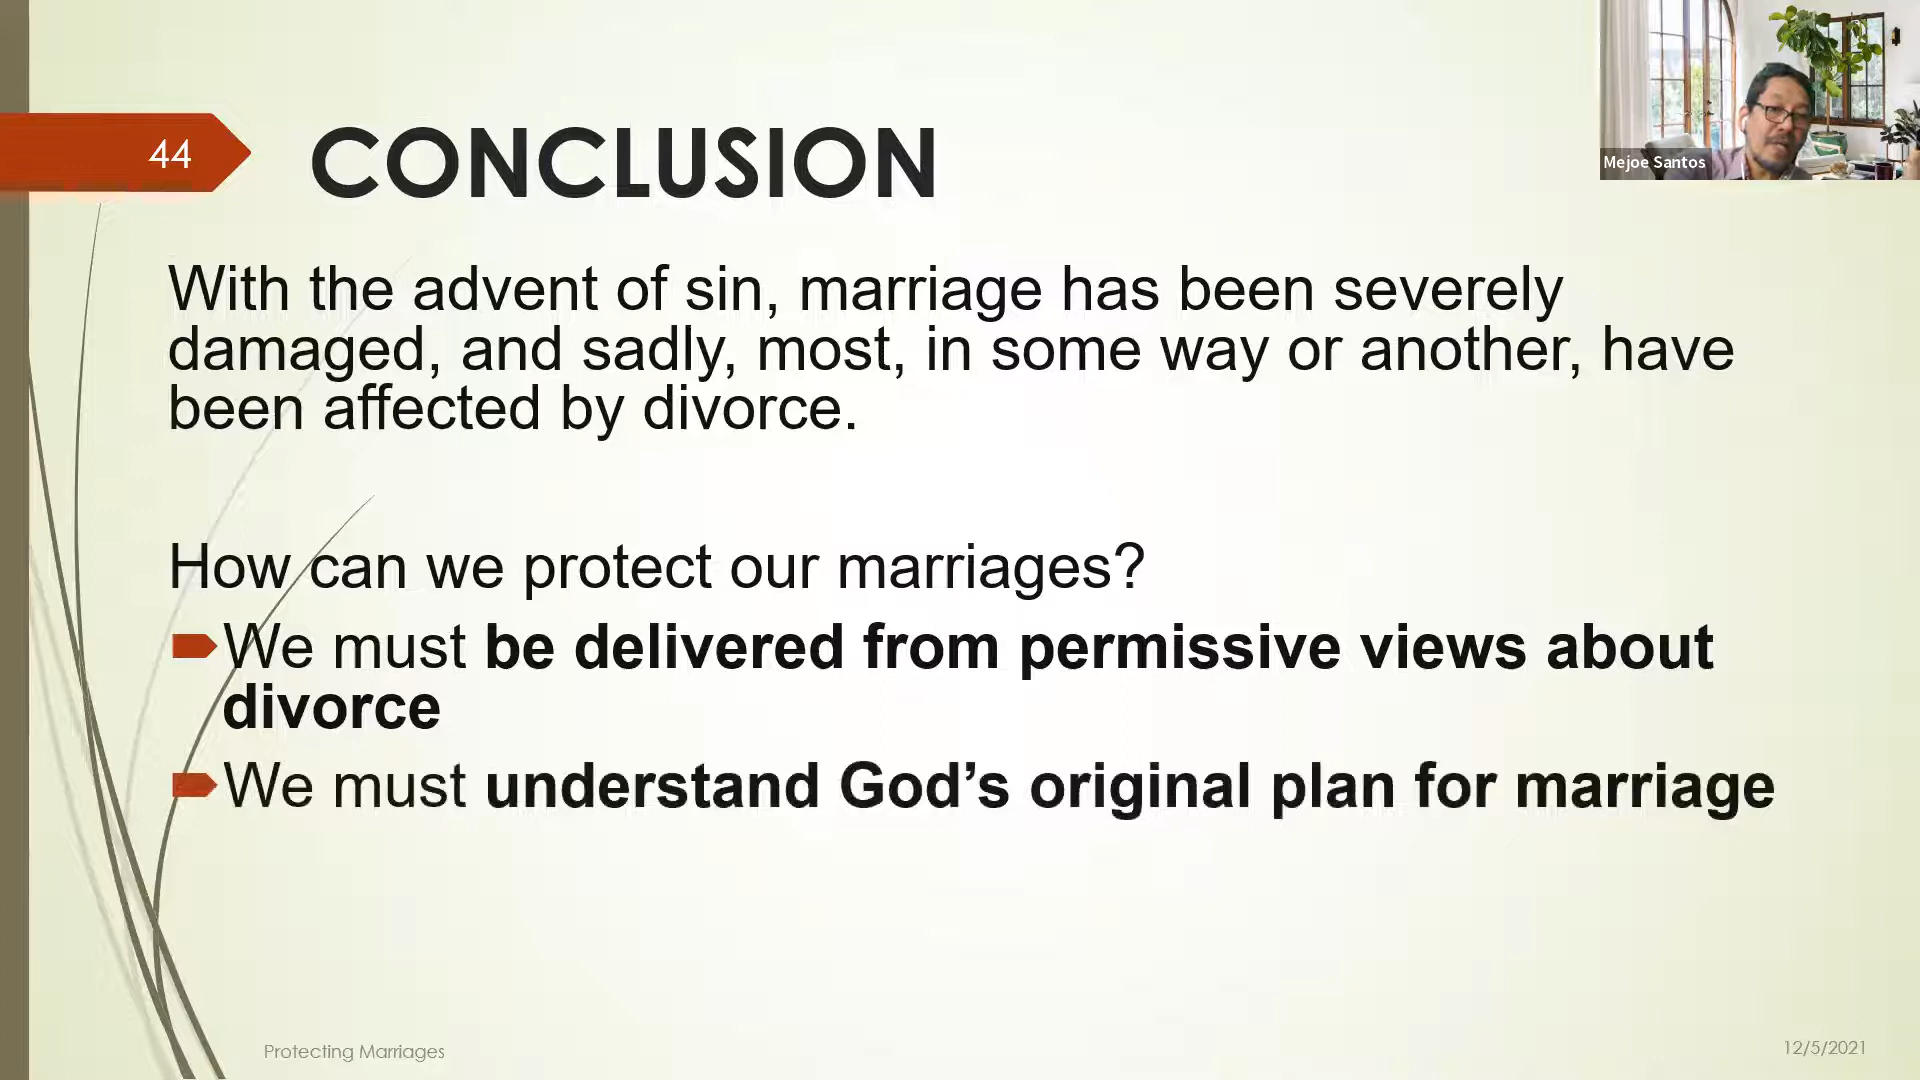 44
CONCLUSION
Mejoe Santos
With the advent of sin, marriage has been severely
damaged, and sadly, most, in some way or another, have
been affected by divorce.
How can we protect our marriages?
We must be delivered from permissive views about
divorce
We must understand God’s original plan for marriage
Protecting Marriages
12/5/2021